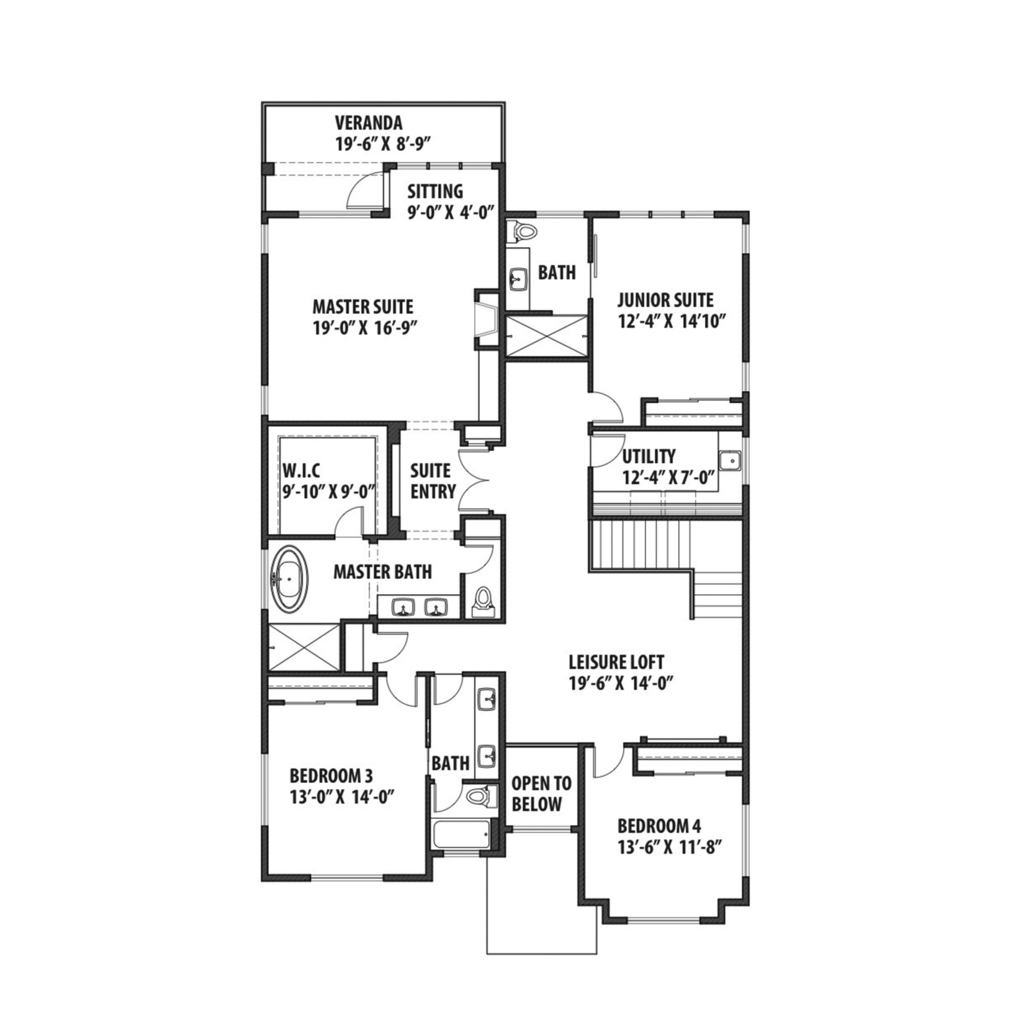 VERANDA
19'-6" X 8'-9"
SITTING
9'-0" X 4'-0"
BATH
MASTER SUITE
19'-0" X 16'-9"
JUNIOR SUITE
12'-4" X 14'10"
W.I.C
9'-10" X 9'-0"
SUITE
ENTRY
UTILITY
12'-4" X 7'-0"
MASTER BATH
LEISURE LOFT
19'-6" X 14'-0"
BEDROOM 3
13'-0" X 14'-0"
BATH
OPEN TO
BELOW
BEDROOM 4
13'-6" X 11'-8"